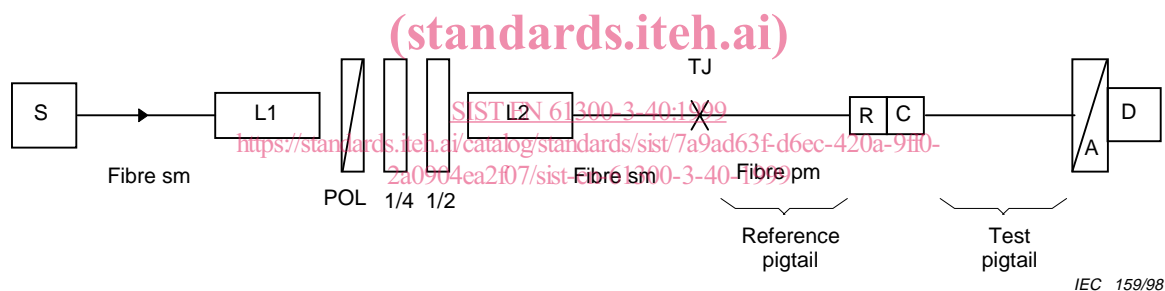 (standards.iteh.ai)
TJ
S
L1
SIST EN 61300-3-40:1999
L2
R C
D
https://standards.iteh.ai/catalog/standards/sist/7a9ad63f-d6ec-420a-9ff0-
A
Fibre sm
2a0904ea2f07/sist-en-61300-3-40-1999
Fibre sm
Fibre pm
POL 1/4 1/2
Reference
pigtail
Test
pigtail
IEC 159/98